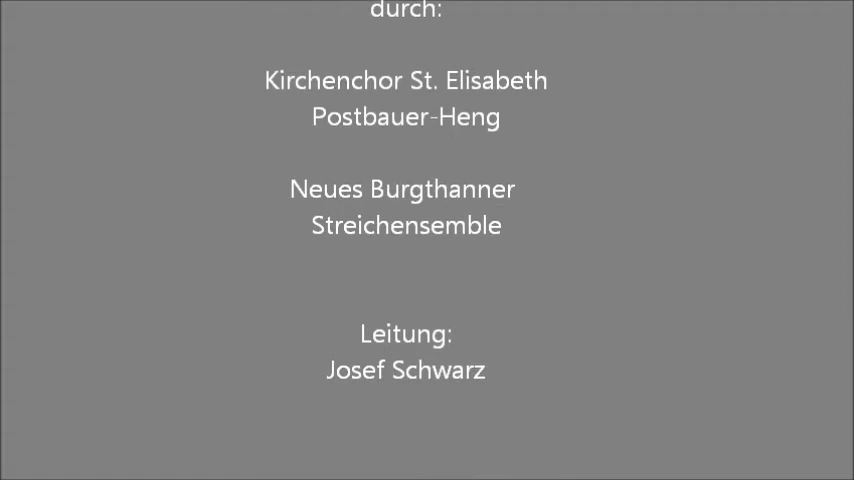 durch:
Kirchenchor St. Elisabeth
Postbauer-Heng
Neues Burgthanner
Streichensemble
Leitung:
Josef Schwarz